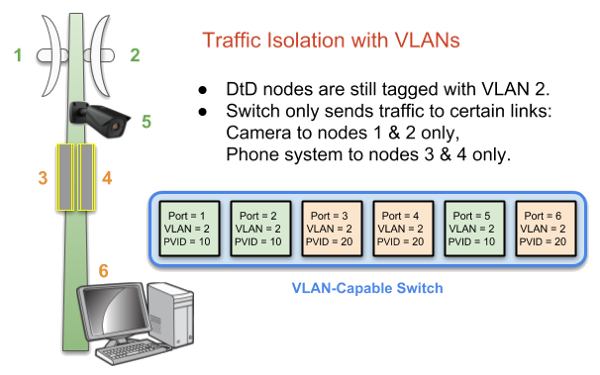 Traffic Isolation with VLANs
1
2
5
3
4
6
● DtD nodes are still tagged with VLAN 2.
● Switch only sends traffic to certain links:
Camera to nodes 1 & 2 only,
Phone system to nodes 3 & 4 only.
Port = 1
VLAN = 2
PVID = 10
Port = 2
VLAN = 2
PVID = 10
Port = 3
VLAN = 2
PVID = 20
Port = 4
VLAN = 2
PVID = 20
Port = 5
VLAN = 2
PVID = 10
Port = 6
VLAN = 2
PVID = 20
VLAN-Capable Switch